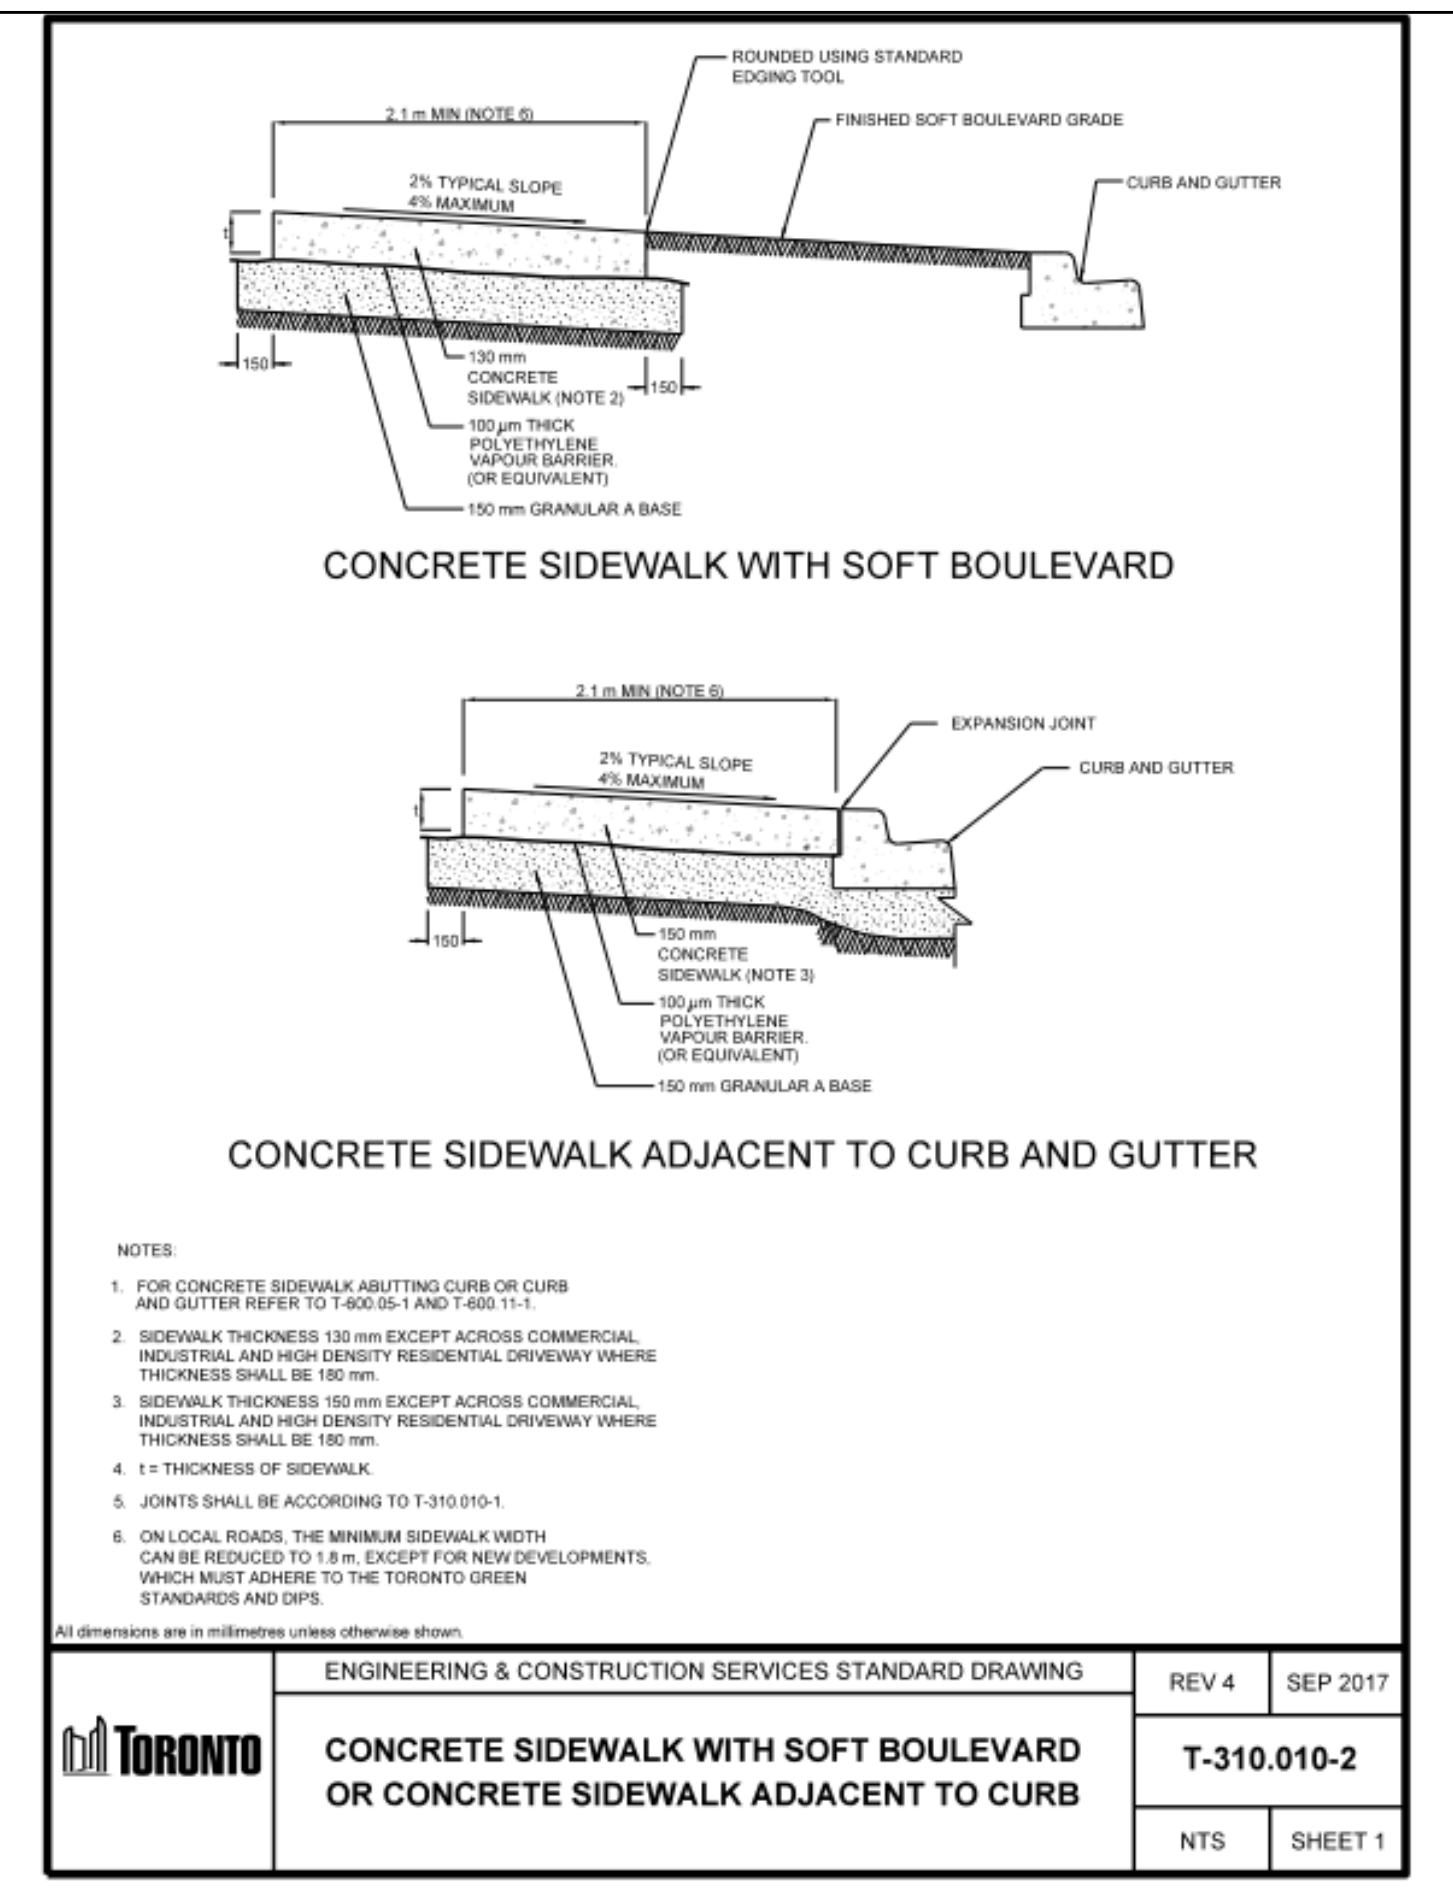 ROUNDED USING STANDARD
EDGING TOOL
2.1 m MIN (NOTE 6)
FINISHED SOFT BOULEVARD GRADE
2% TYPICAL SLOPE
4% MAXIMUM
CURB AND GUTTER
t
150
130 mm
CONCRETE
SIDEWALK (NOTE 2)
150
100 µm THICK
POLYETHYLENE
VAPOUR BARRIER.
(OR EQUIVALENT)
150 mm GRANULAR A BASE
CONCRETE SIDEWALK WITH SOFT BOULEVARD
2.1 m MIN (NOTE 6)
EXPANSION JOINT
2% TYPICAL SLOPE
4% MAXIMUM
CURB AND GUTTER
t
150
150 mm
CONCRETE
SIDEWALK (NOTE 3)
100 µm THICK
POLYETHYLENE
VAPOUR BARRIER.
(OR EQUIVALENT)
150 mm GRANULAR A BASE
CONCRETE SIDEWALK ADJACENT TO CURB AND GUTTER
NOTES:
1. FOR CONCRETE SIDEWALK ABUTTING CURB OR CURB
AND GUTTER REFER TO T-600.05-1 AND T-600.11-1.
2. SIDEWALK THICKNESS 130 mm EXCEPT ACROSS COMMERCIAL,
INDUSTRIAL AND HIGH DENSITY RESIDENTIAL DRIVEWAY WHERE
THICKNESS SHALL BE 180 mm.
3. SIDEWALK THICKNESS 150 mm EXCEPT ACROSS COMMERCIAL,
INDUSTRIAL AND HIGH DENSITY RESIDENTIAL DRIVEWAY WHERE
THICKNESS SHALL BE 180 mm.
4. t = THICKNESS OF SIDEWALK.
5. JOINTS SHALL BE ACCORDING TO T-310.010-1.
6. ON LOCAL ROADS, THE MINIMUM SIDEWALK WIDTH
CAN BE REDUCED TO 1.8 m, EXCEPT FOR NEW DEVELOPMENTS,
WHICH MUST ADHERE TO THE TORONTO GREEN
STANDARDS AND DIPS.
All dimensions are in millimetres unless otherwise shown.
TORONTO
ENGINEERING & CONSTRUCTION SERVICES STANDARD DRAWING
CONCRETE SIDEWALK WITH SOFT BOULEVARD
OR CONCRETE SIDEWALK ADJACENT TO CURB
REV 4
SEP 2017
T-310.010-2
NTS
SHEET 1